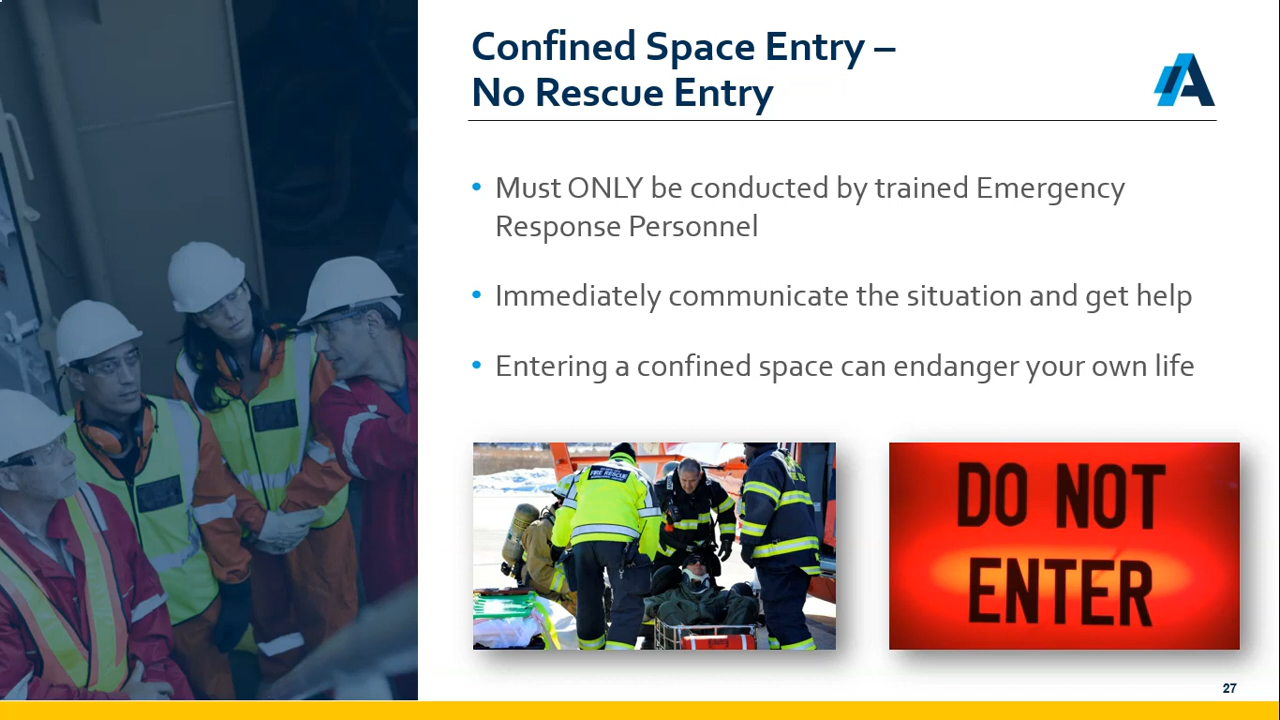 Confined Space Entry –
No Rescue Entry
• Must ONLY be conducted by trained Emergency
Response Personnel
• Immediately communicate the situation and get help
• Entering a confined space can endanger your own life
FIRE RESCUE
DO NOT
ENTER
27